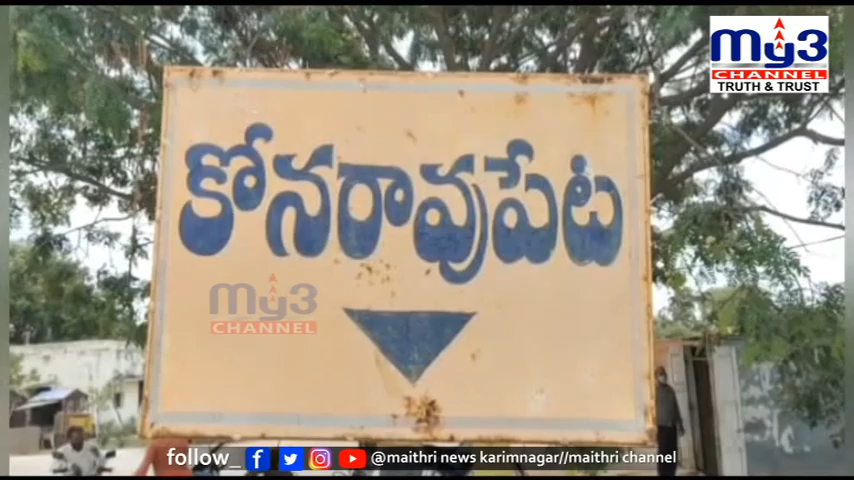 My3
CHANNEL
TRUTH & TRUST
కోనరావుపేట
My3
CHANNEL
follow_ @maithri news karimnagar//maithri channel